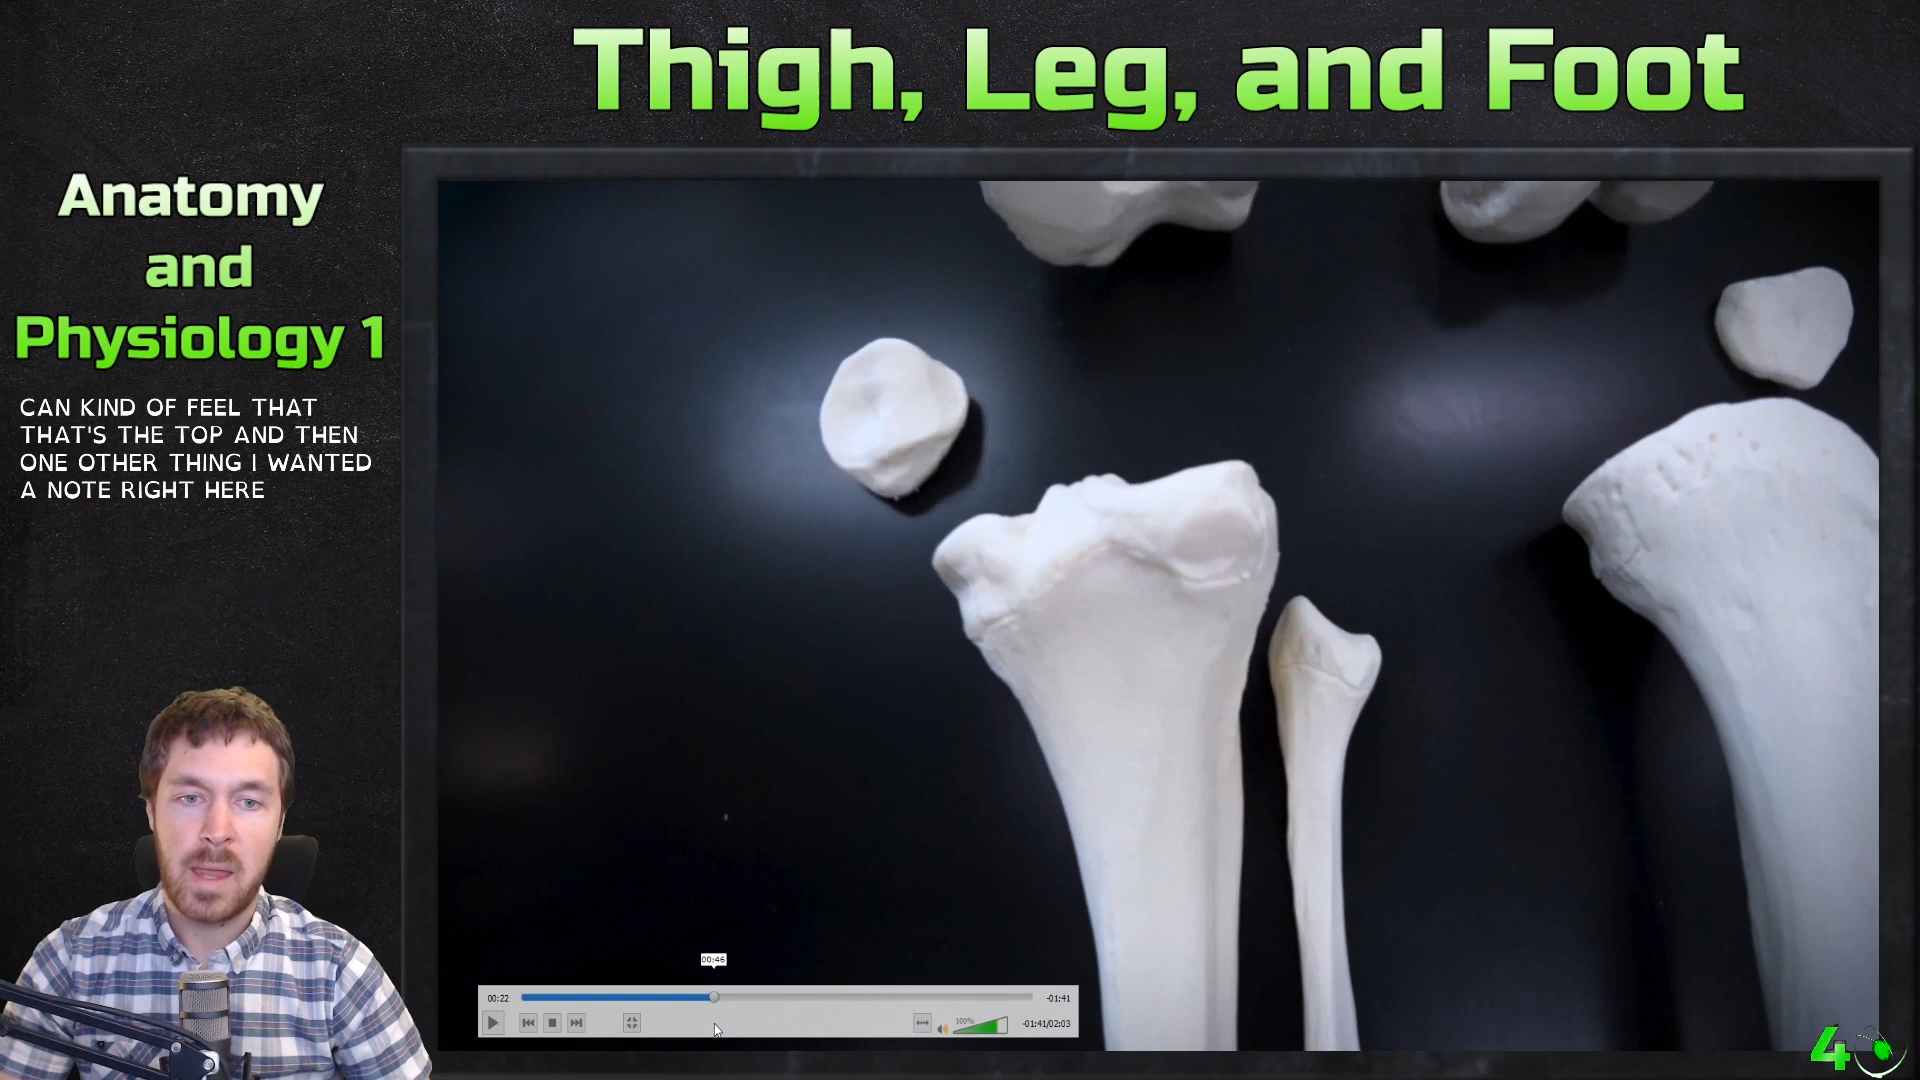 Thigh, Leg, and Foot
Anatomy
and
Physiology 1
CAN KIND OF FEEL THAT
THAT'S THE TOP AND THEN
ONE OTHER THING I WANTED
A NOTE RIGHT HERE
00:46
00:22
-01:41
100%
-01:41/02:03
4